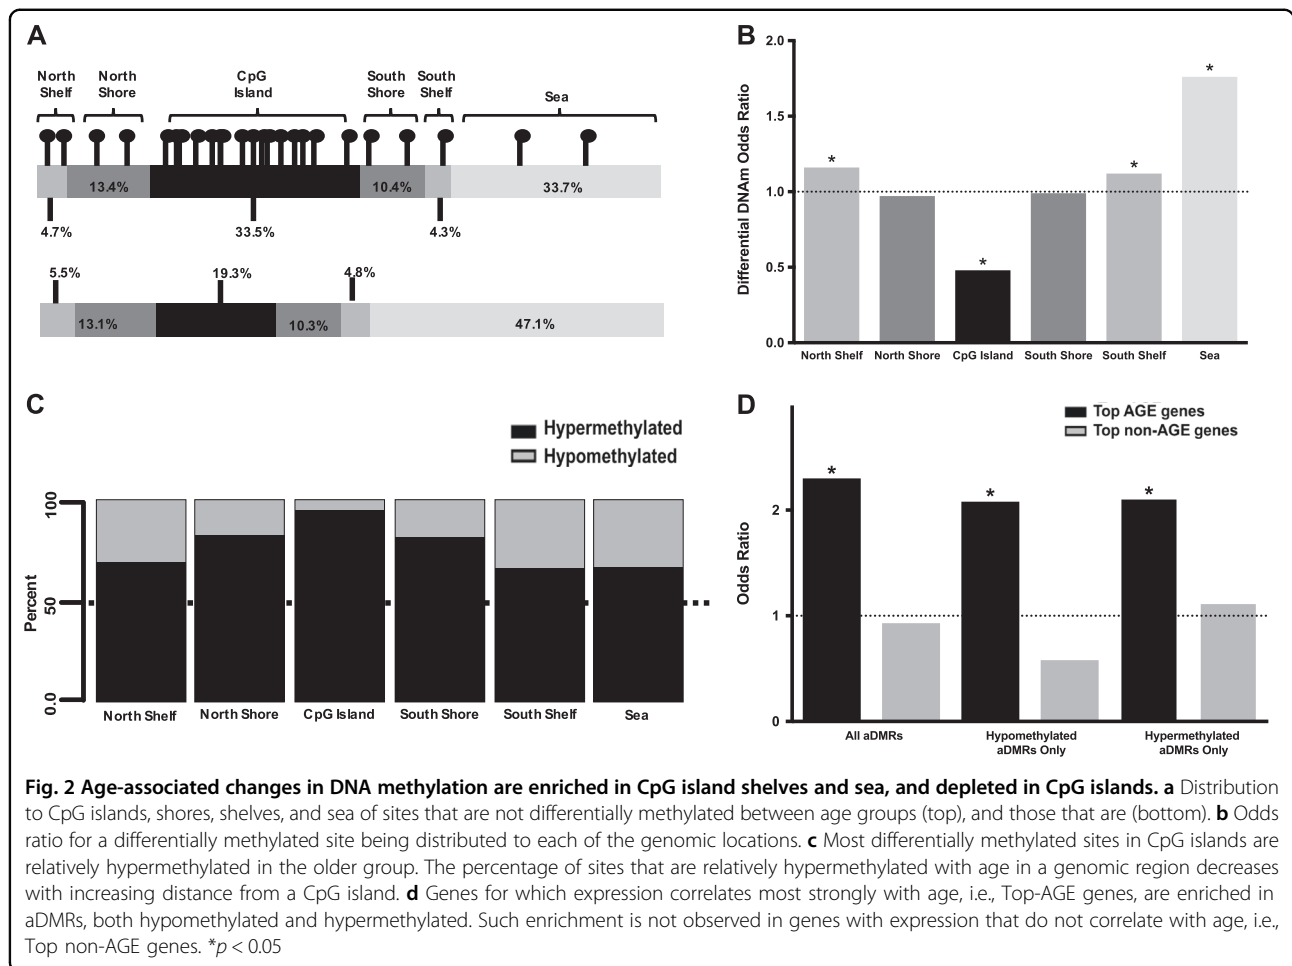 A
North Shelf
North Shore
CpG Island
South Shore
South Shelf
Sea
13.4%
10.4%
33.7%
4.7%
33.5%
4.3%
5.5%
19.3%
4.8%
13.1%
10.3%
47.1%
B
Differential DNAm Odds Ratio
2.0
1.5
1.0
0.5
0.0
*
*
*
*
North Shelf
North Shore
CpG Island
South Shore
South Shelf
Sea
C
Hypermethylated
Hypomethylated
Percent
100
50
0.0
North Shelf
North Shore
CpG Island
South Shore
South Shelf
Sea
D
Top AGE genes
Top non-AGE genes
Odds Ratio
2
1
0
*
*
*
All aDMRs
Hypomethylated
aDMRs Only
Hypermethylated
aDMRs Only
Fig. 2 Age-associated changes in DNA methylation are enriched in CpG island shelves and sea, and depleted in CpG islands. a Distribution
to CpG islands, shores, shelves, and sea of sites that are not differentially methylated between age groups (top), and those that are (bottom). b Odds
ratio for a differentially methylated site being distributed to each of the genomic locations. c Most differentially methylated sites in CpG islands are
relatively hypermethylated in the older group. The percentage of sites that are relatively hypermethylated with age in a genomic region decreases
with increasing distance from a CpG island. d Genes for which expression correlates most strongly with age, i.e., Top-AGE genes, are enriched in
aDMRs, both hypomethylated and hypermethylated. Such enrichment is not observed in genes with expression that do not correlate with age, i.e.,
Top non-AGE genes. *p < 0.05